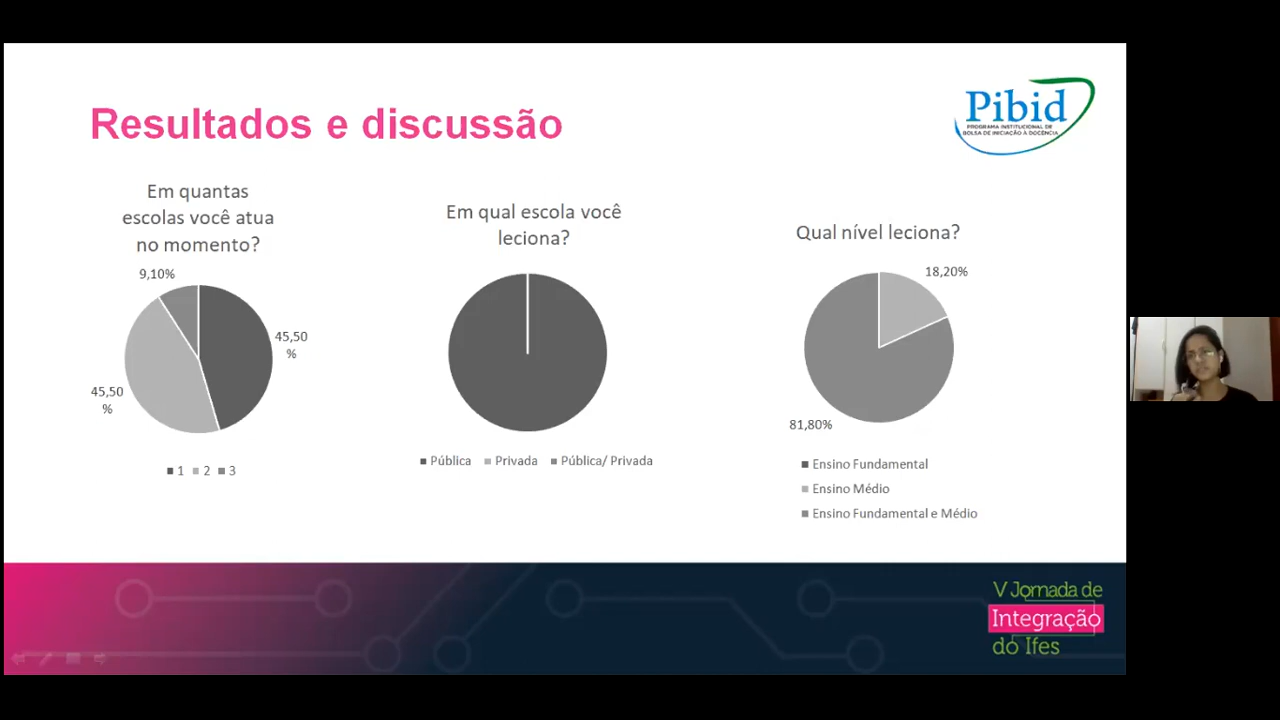 Resultados e discussão
Pibid
PROGRAMA INSTITUCIONAL DE
BOLSA DE INICIAÇÃO À DOCÊNCIA
Em quantas
escolas você atua
no momento?
9,10%
45,50
%
45,50
%
1 2 3
Em qual escola você
leciona?
Pública Privada Pública/ Privada
Qual nível leciona?
18,20%
81,80%
Ensino Fundamental
Ensino Médio
Ensino Fundamental e Médio
V Jornada de
Integração
do Ifes